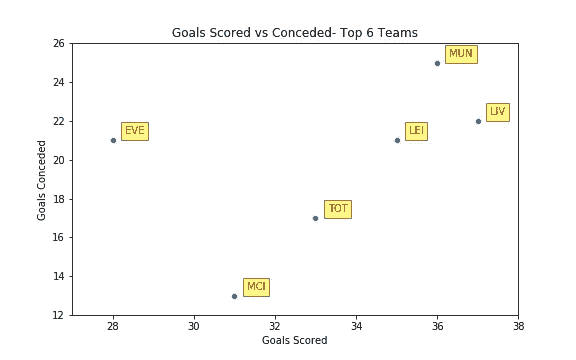 Goals Scored vs Conceded- Top 6 Teams
26
MUN
24
LIV
22
EVE
LEI
20
Goals Conceded
18
TOT
16
14
MCI
12
28
30
32
34
36
38
Goals Scored